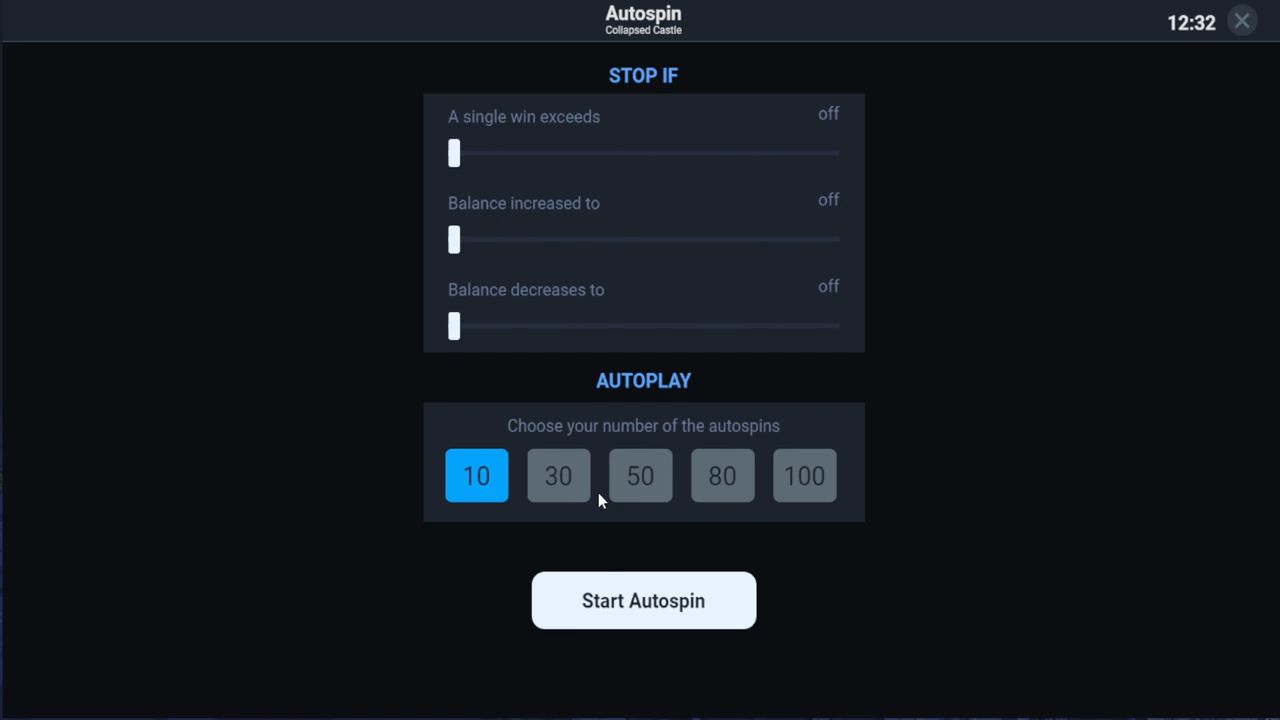 Autospin
Collapsed Castle
12:32
STOP IF
A single win exceeds off
Balance increased to off
Balance decreases to off
AUTOPLAY
Choose your number of the autospins
10 30 50 80 100
Start Autospin